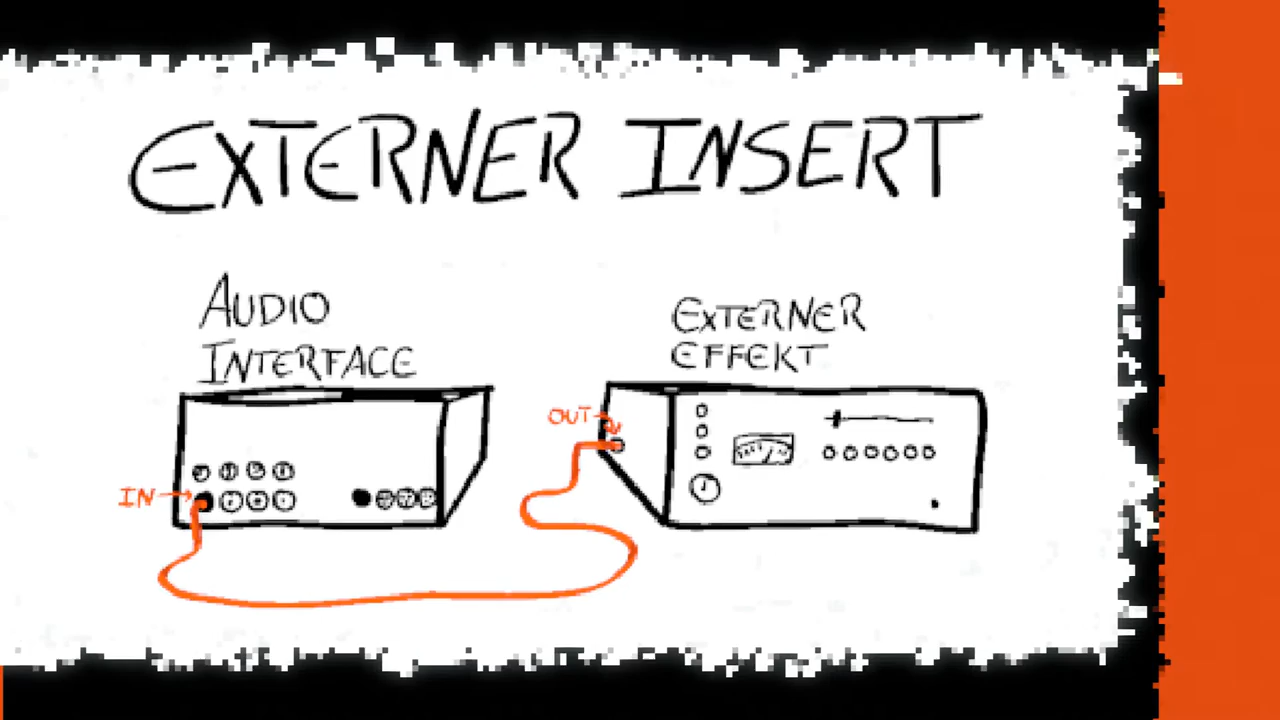 EXTERNER INSERT
AUDIO
INTERFACE
EXTERNER
EFFEKT
OUT
IN